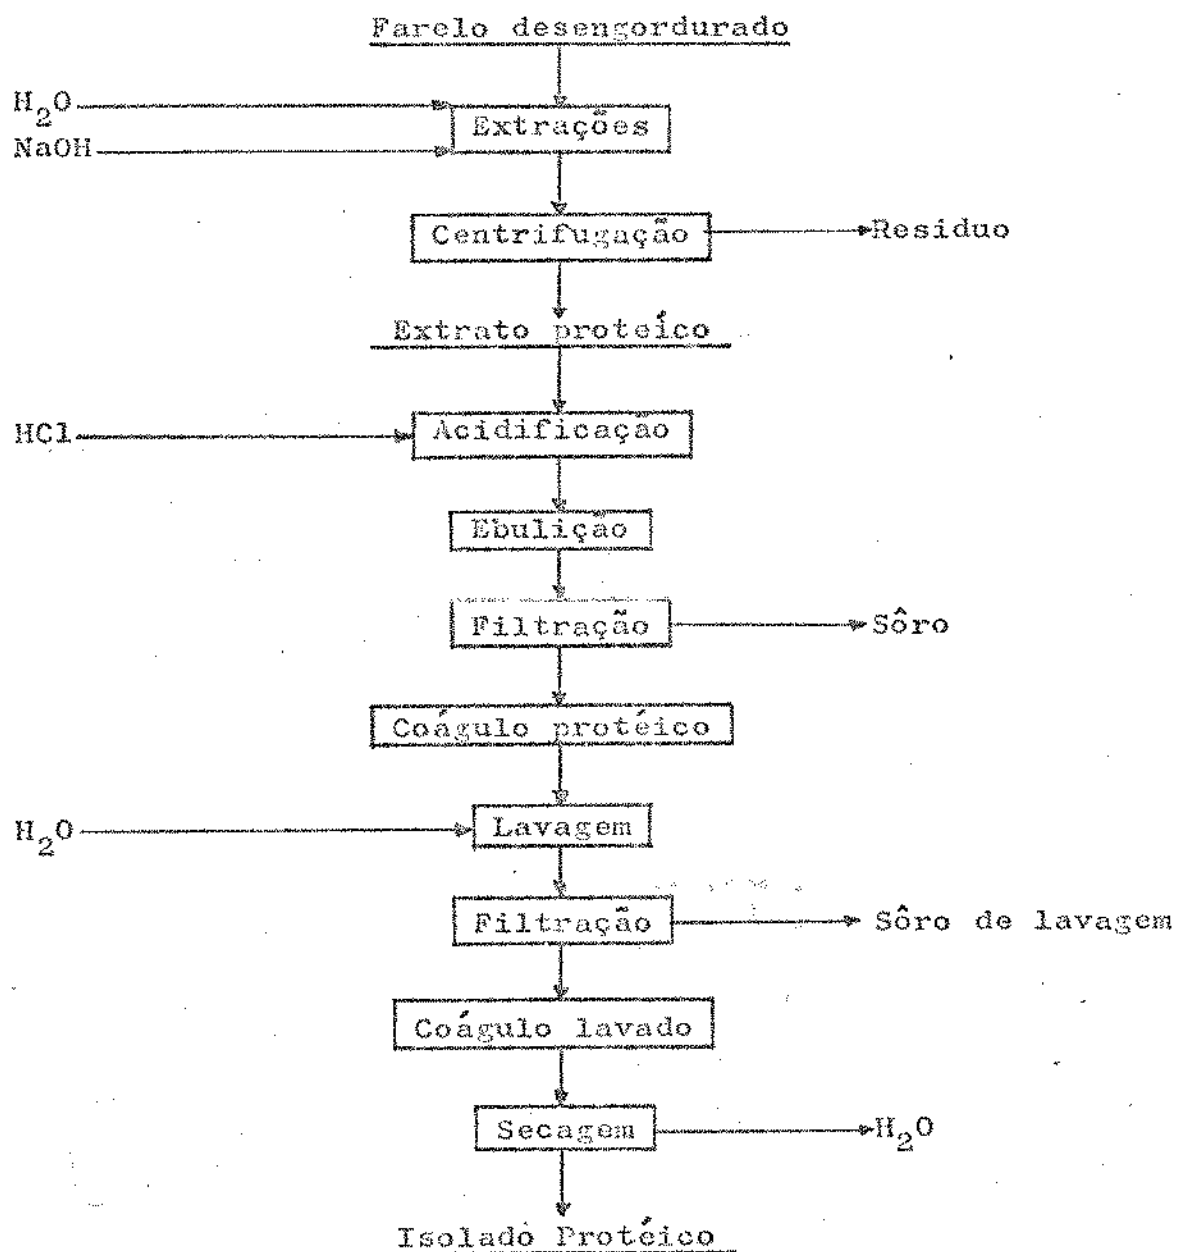 Farelo desengordurado
H₂O
Extrações
NaOH
Centrifugação
Resíduo
Extrato proteíco
HCl
Acidificação
Ebulição
Filtração
Sôro
Coágulo protéico
H₂O
Lavagem
Filtração
Sôro de lavagem
Coágulo lavado
Secagem
H₂O
Isolado Protéico